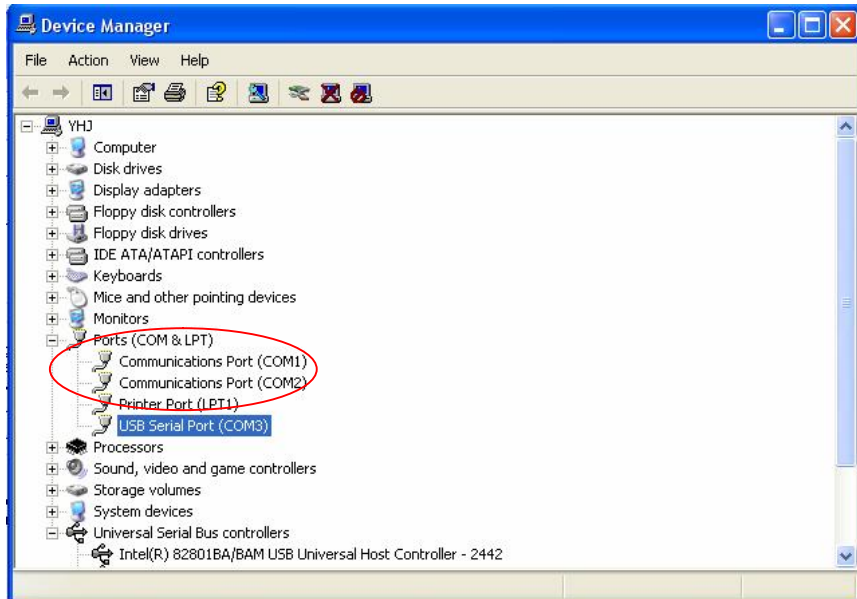 Device Manager
File Action View Help
YHJ
Computer
Disk drives
Display adapters
Floppy disk controllers
Floppy disk drives
IDE ATA/ATAPI controllers
Keyboards
Mice and other pointing devices
Monitors
Ports (COM & LPT)
Communications Port (COM1)
Communications Port (COM2)
Printer Port (LPT1)
USB Serial Port (COM3)
Processors
Sound, video and game controllers
Storage volumes
System devices
Universal Serial Bus controllers
Intel(R) 82801BA/BAM USB Universal Host Controller - 2442